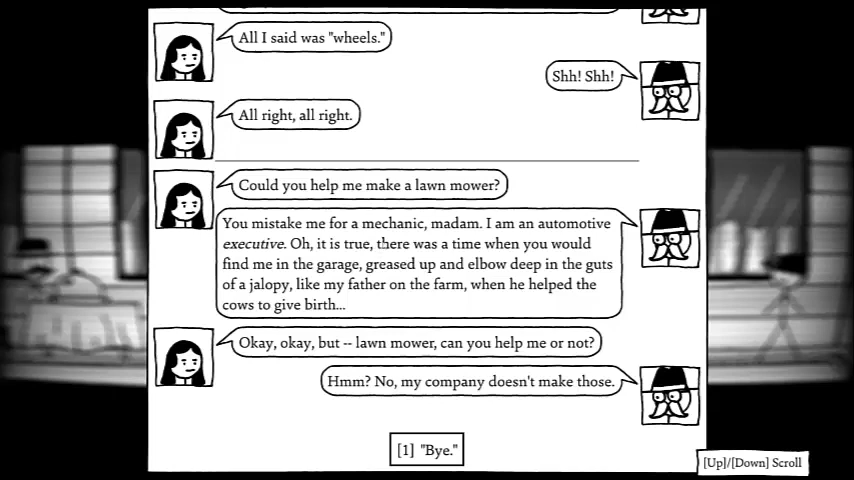 All I said was "wheels."
Shh! Shh!
All right, all right.
Could you help me make a lawn mower?
You mistake me for a mechanic, madam. I am an automotive
executive. Oh, it is true, there was a time when you would
find me in the garage, greased up and elbow deep in the guts
of a jalopy, like my father on the farm, when he helped the
cows to give birth...
Okay, okay, but -- lawn mower, can you help me or not?
Hmm? No, my company doesn't make those.
[1] "Bye."
[Up]/[Down] Scroll